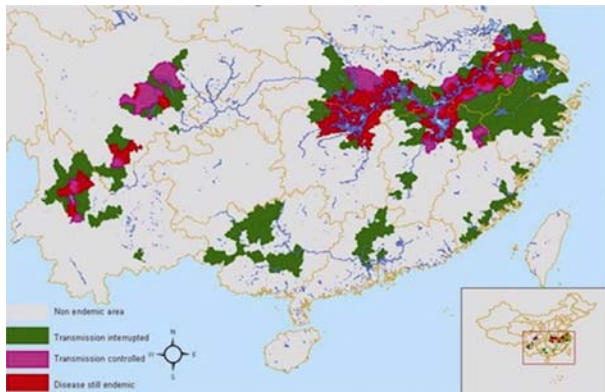 Non endemic area
Transmission interrupted
Transmission controlled
Disease still endemic
N
W
E
S